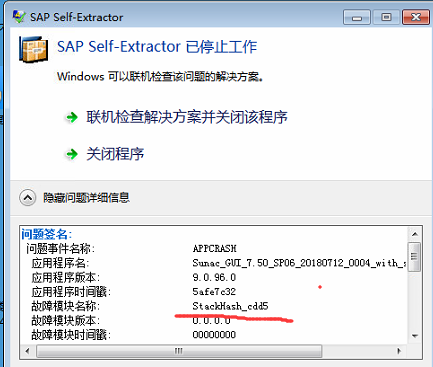 SAP Self-Extractor
SAP Self-Extractor 已停止工作
Windows 可以联机检查该问题的解决方案。
联机检查解决方案并关闭该程序
关闭程序
隐藏问题详细信息
问题签名:
问题事件名称: APPCRASH
应用程序名: Sunac_GUI_7.50_SP06_20180712_0004_with_s
应用程序版本: 9.0.96.0
应用程序时间戳: 5afe7c32
故障模块名称: StackHash_cdd5
故障模块版本: 0.0.0.0
故障模块时间戳: 00000000